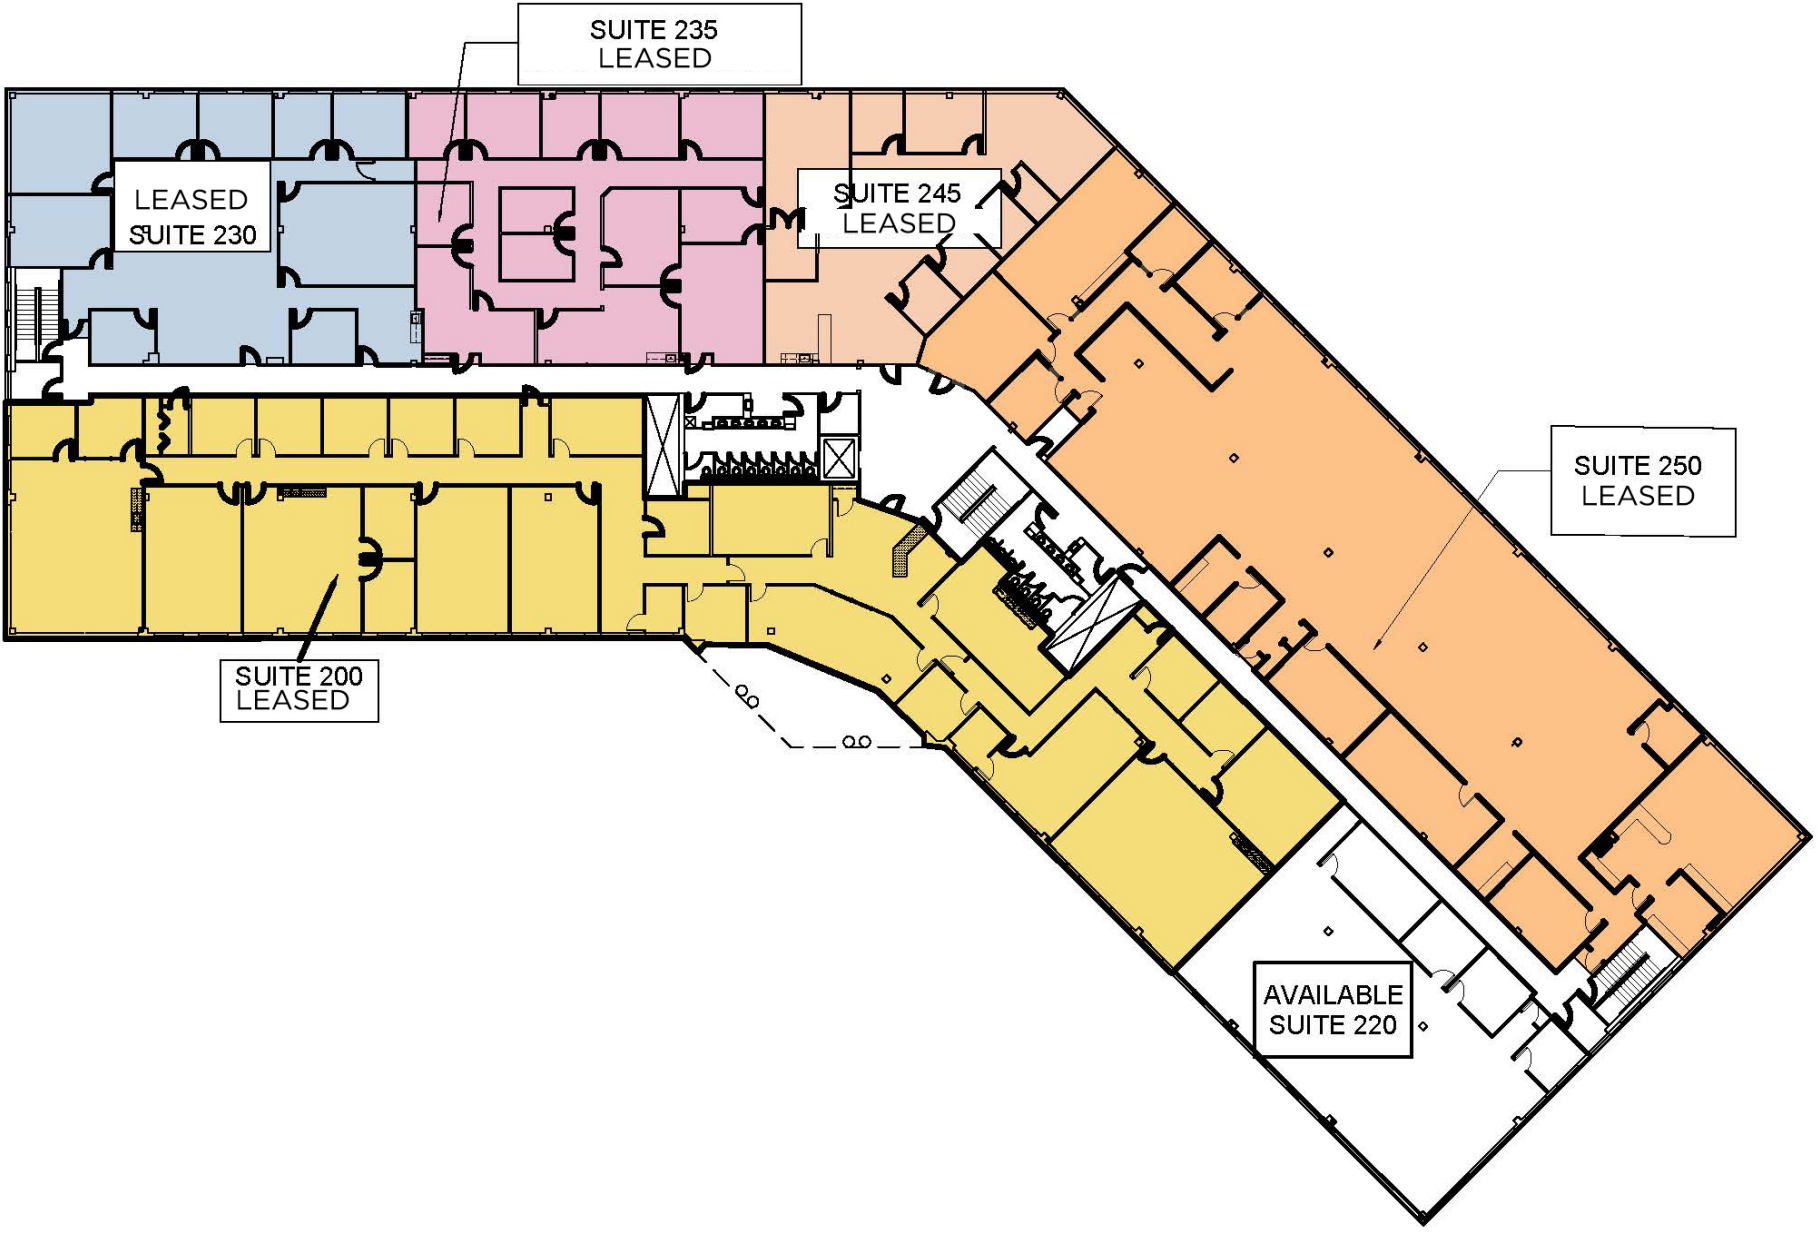 SUITE 235
LEASED
LEASED
SUITE 230
SUITE 245
LEASED
SUITE 250
LEASED
SUITE 200
LEASED
AVAILABLE
SUITE 220